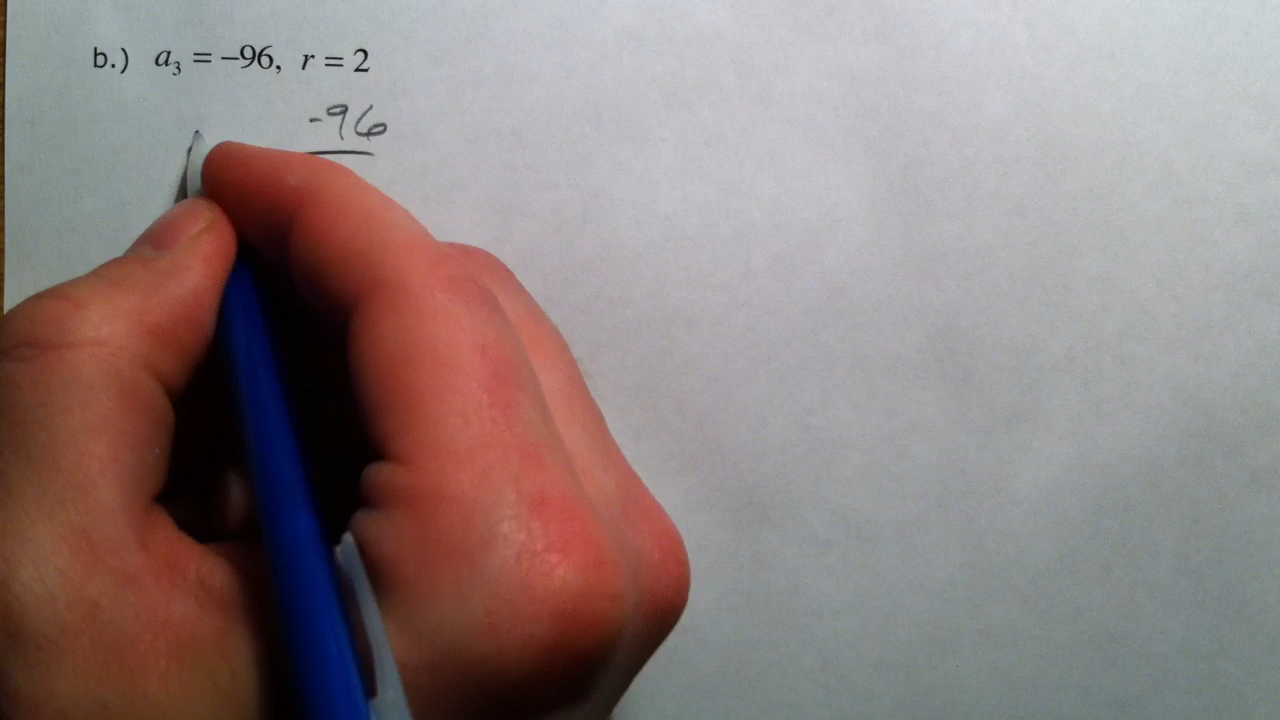 b.) a₃ = −96, r = 2
-96